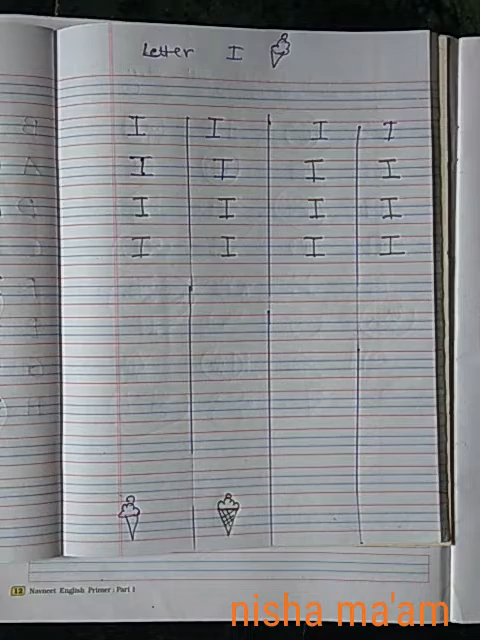 Letter I
I I I I
I I I I
I I I I
I I I I
12 Navneet English Primer : Part 1
nisha ma'am